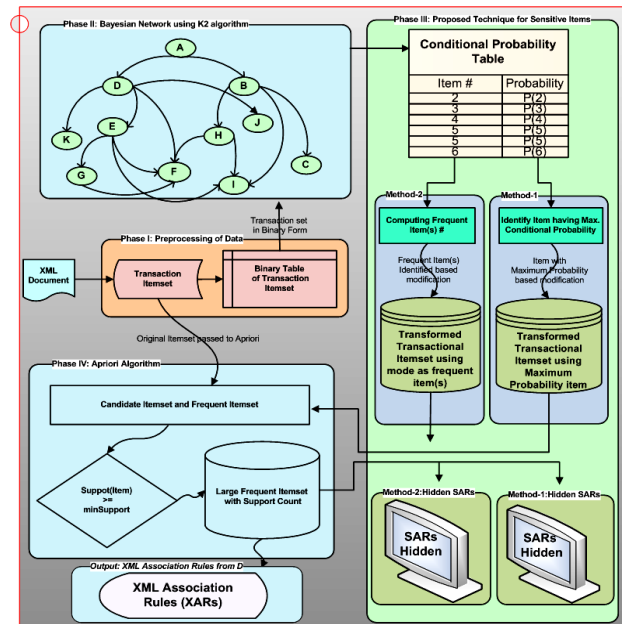 Phase II: Bayesian Network using K2 algorithm
A
D
B
E
J
K
H
F
C
G
I
Transaction set
in Binary Form
Phase I: Preprocessing of Data
XML
Document
Transaction
Itemset
Binary Table
of Transaction
Itemset
Original Itemset passed to Apriori
Phase IV: Apriori Algorithm
Candidate Itemset and Frequent Itemset
Suppot(Item)
>=
minSupport
Large Frequent Itemset
with Support Count
Output: XML Association Rules from D
XML Association
Rules (XARs)
Phase III: Proposed Technique for Sensitive Items
Conditional Probability
Table
Item # Probability
2 P(2)
3 P(3)
4 P(4)
5 P(5)
5 P(5)
6 P(6)
Method-2
Computing Frequent
Item(s) #
Frequent Item(s)
Identified based
modification
Transformed
Transactional
Itemset using
mode as frequent
item(s)
Method-1
Identify Item having Max.
Conditional Probability
Item with
Maximum Probability
based modification
Transformed
Transactional
Itemset using
Maximum
Probability item
Method-2:Hidden SARs
SARs
Hidden
Method-1:Hidden SARs
SARs
Hidden